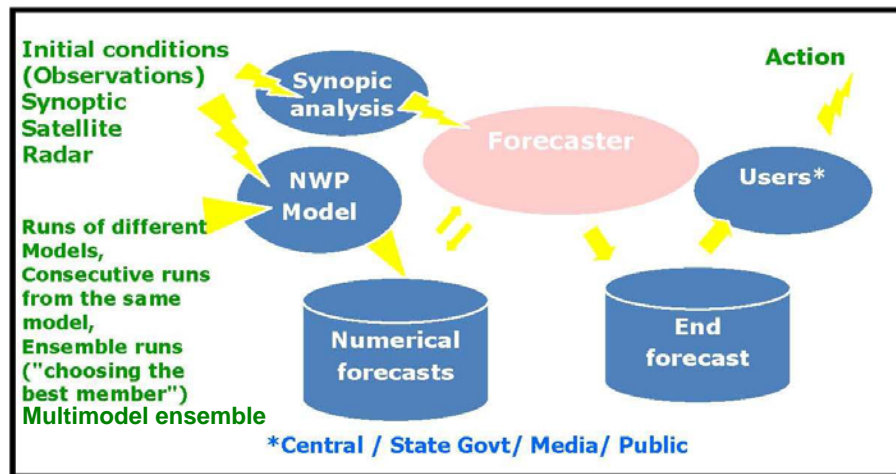 Initial conditions
(Observations)
Synoptic
Satellite
Radar
Synopic
analysis
Forecaster
Action
NWP
Model
Users*
Runs of different
Models,
Consecutive runs
from the same
model,
Ensemble runs
("choosing the
best member")
Multimodel ensemble
Numerical
forecasts
End
forecast
*Central / State Govt/ Media/ Public